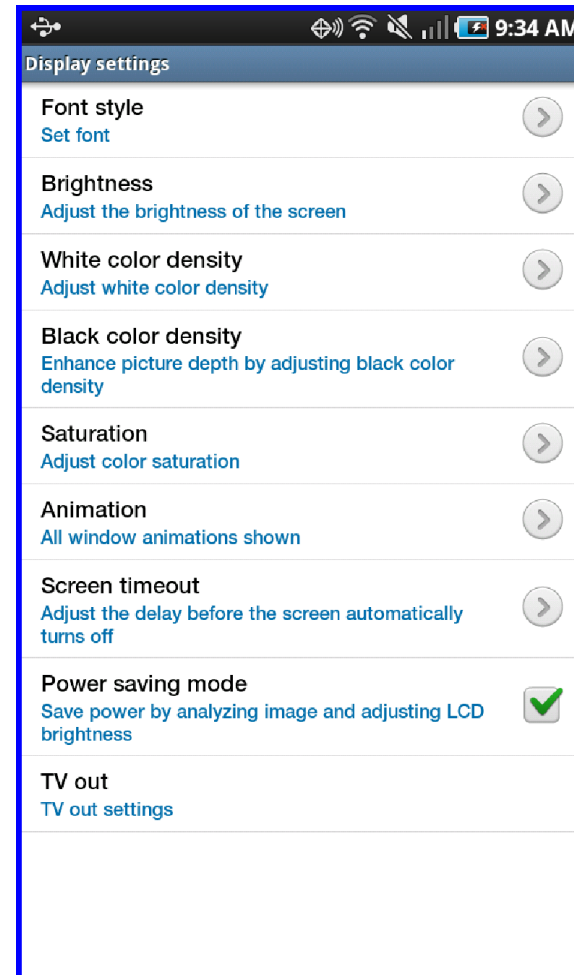 9:34 AM
Display settings
Font style
Set font
Brightness
Adjust the brightness of the screen
White color density
Adjust white color density
Black color density
Enhance picture depth by adjusting black color
density
Saturation
Adjust color saturation
Animation
All window animations shown
Screen timeout
Adjust the delay before the screen automatically
turns off
Power saving mode
Save power by analyzing image and adjusting LCD
brightness
TV out
TV out settings